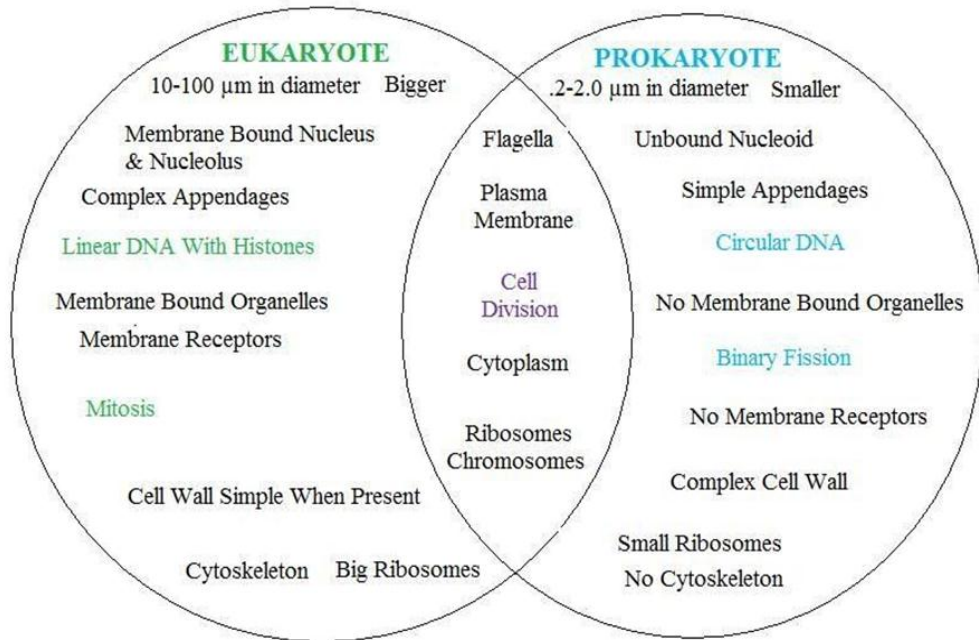 EUKARYOTE
10-100 µm in diameter Bigger
Membrane Bound Nucleus
& Nucleolus
Complex Appendages
Linear DNA With Histones
Membrane Bound Organelles
Membrane Receptors
Mitosis
Cell Wall Simple When Present
Cytoskeleton Big Ribosomes
Flagella
Plasma
Membrane
Cell
Division
Cytoplasm
Ribosomes
Chromosomes
PROKARYOTE
.2-2.0 µm in diameter Smaller
Unbound Nucleoid
Simple Appendages
Circular DNA
No Membrane Bound Organelles
Binary Fission
No Membrane Receptors
Complex Cell Wall
Small Ribosomes
No Cytoskeleton